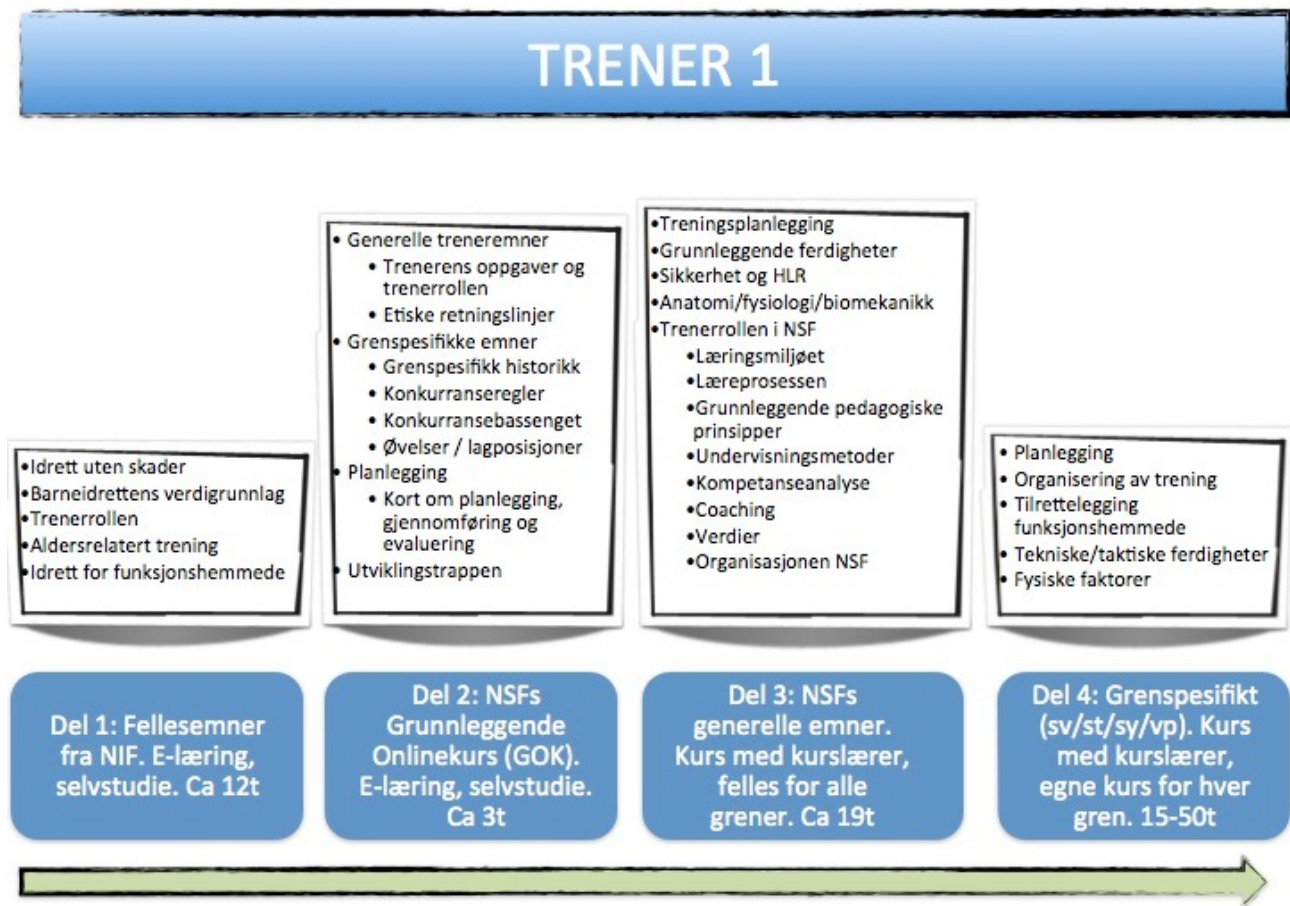 TRENER 1
•Idrett uten skader
•Barneidrettens verdigrunnlag
•Trenerrollen
•Aldersrelatert trening
•Idrett for funksjonshemmede
• Generelle treneremner
• Trenerens oppgaver og
trenerrollen
• Etiske retningslinjer
• Grenspesifikke emner
• Grenspesifikk historikk
• Konkurranseregler
• Konkurransebassenget
• Øvelser / lagposisjoner
• Planlegging
• Kort om planlegging,
gjennomføring og
evaluering
• Utviklingstrappen
•Treningsplanlegging
•Grunnleggende ferdigheter
•Sikkerhet og HLR
•Anatomi/fysiologi/biomekanikk
•Trenerrollen i NSF
•Læringsmiljøet
•Læreprosessen
•Grunnleggende pedagogiske
prinsipper
•Undervisningsmetoder
•Kompetanseanalyse
•Coaching
•Verdier
•Organisasjonen NSF
• Planlegging
• Organisering av trening
• Tilrettelegging
funksjonshemmede
• Tekniske/taktiske ferdigheter
• Fysiske faktorer
Del 1: Fellesemner
fra NIF. E-læring,
selvstudie. Ca 12t
Del 2: NSFs
Grunnleggende
Onlinekurs (GOK).
E-læring, selvstudie.
Ca 3t
Del 3: NSFs
generelle emner.
Kurs med kurslærer,
felles for alle
grener. Ca 19t
Del 4: Grenspesifikt
(sv/st/sy/vp). Kurs
med kurslærer,
egne kurs for hver
gren. 15-50t